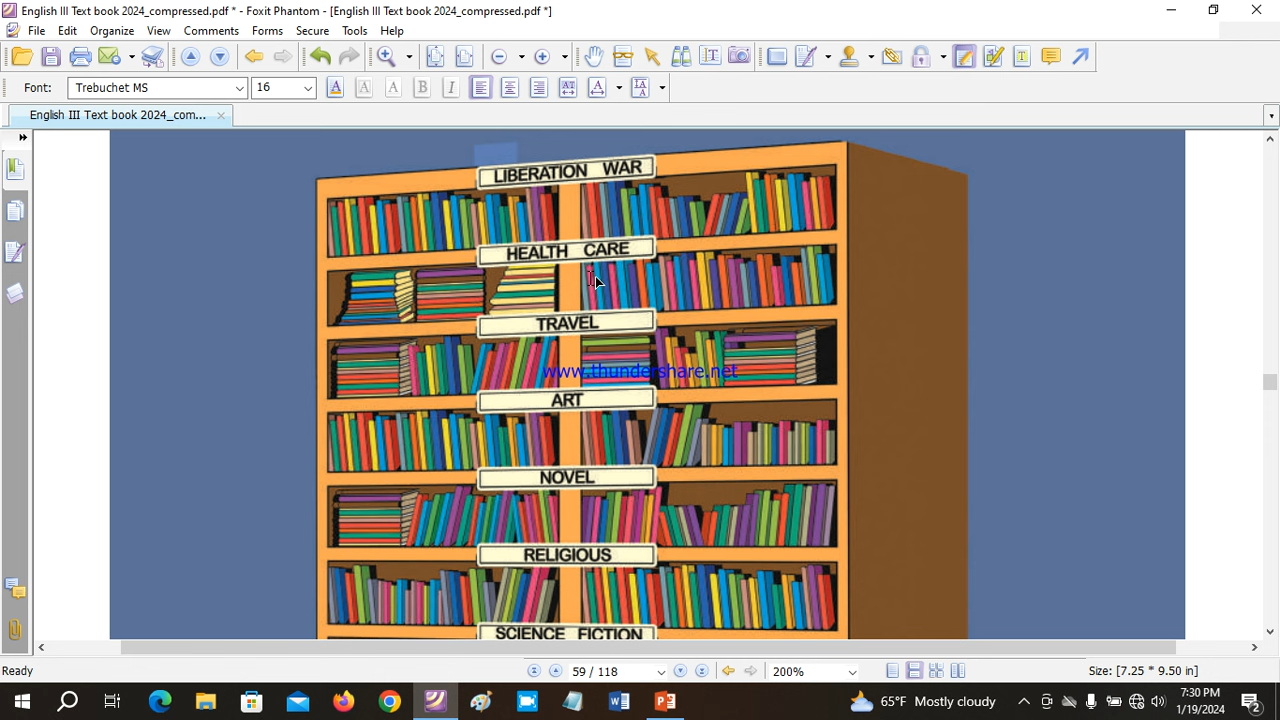 English III Text book 2024_compressed.pdf * - Foxit Phantom - [English III Text book 2024_compressed.pdf *]
File Edit Organize View Comments Forms Secure Tools Help
Font: Trebuchet MS 16
English III Text book 2024_com...
LIBERATION WAR
HEALTH CARE
TRAVEL
www.thundershare.net
ART
NOVEL
RELIGIOUS
SCIENCE FICTION
Ready 59 / 118 200% Size: [7.25 * 9.50 in]
65°F Mostly cloudy 7:30 PM
1/19/2024
2